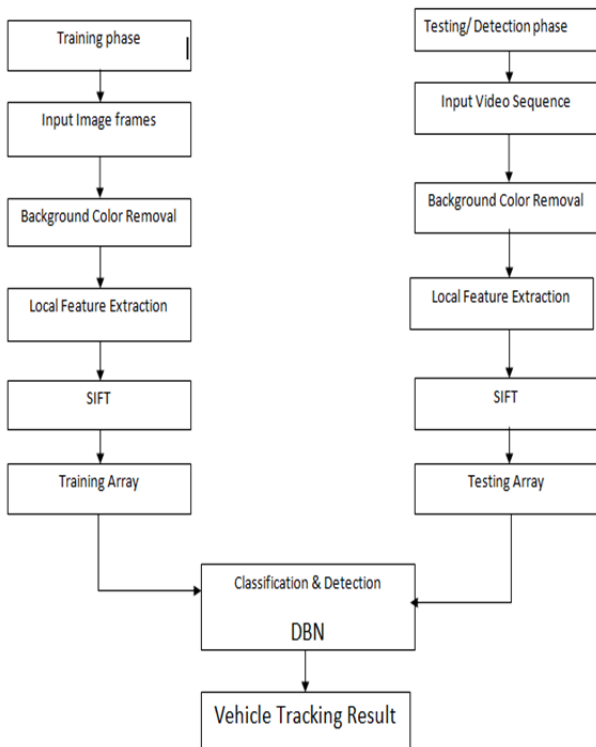 Training phase
Input Image frames
Background Color Removal
Local Feature Extraction
SIFT
Training Array
Testing/ Detection phase
Input Video Sequence
Background Color Removal
Local Feature Extraction
SIFT
Testing Array
Classification & Detection
DBN
Vehicle Tracking Result